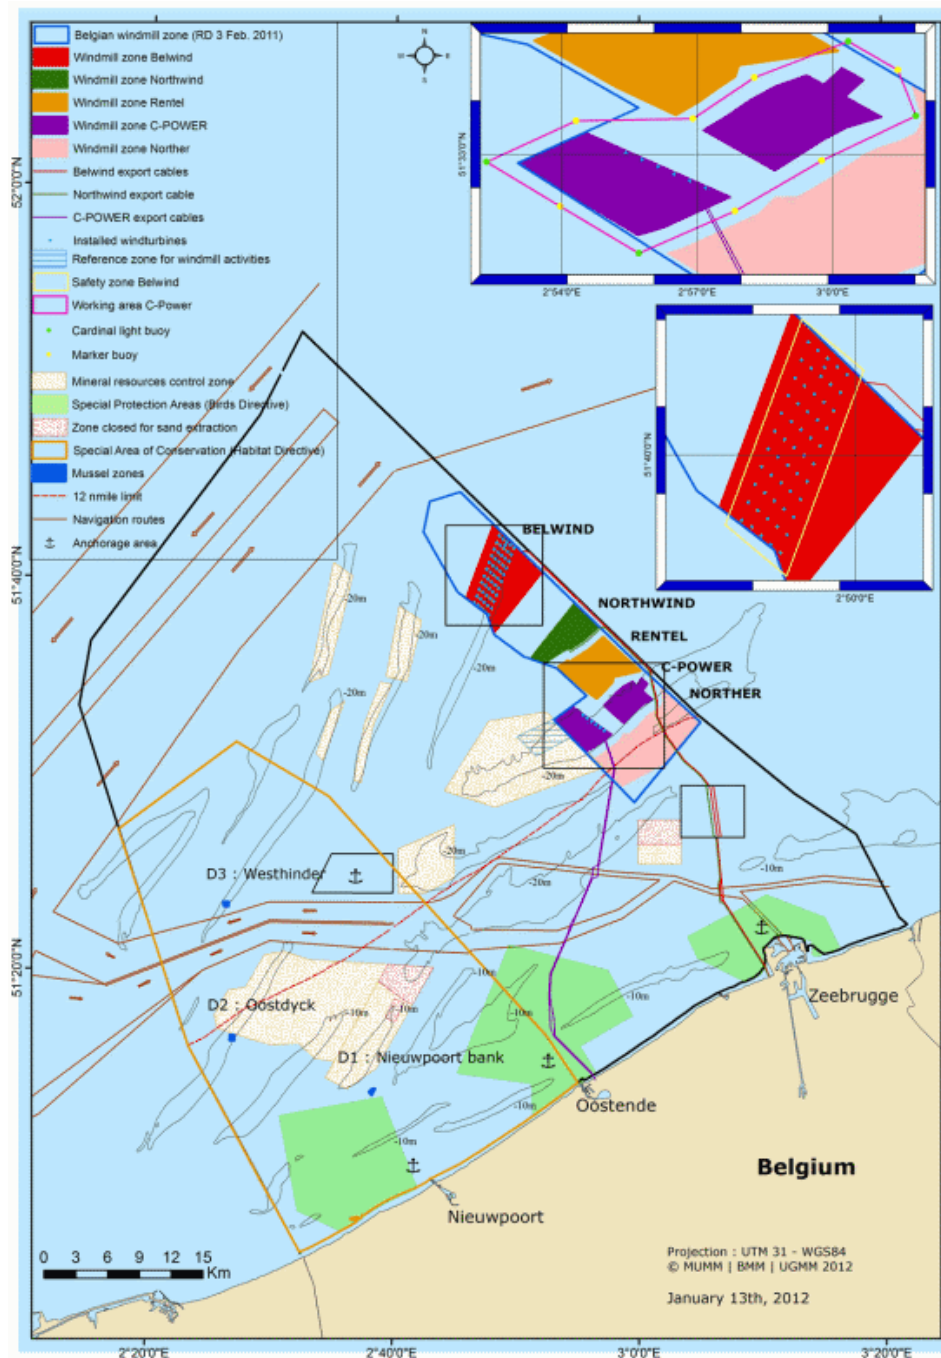 Belgian windmill zone (RD 3 Feb. 2011)
Windmill zone Belwind
Windmill zone Northwind
Windmill zone Rentel
Windmill zone C-POWER
Windmill zone Norther
Belwind export cables
Northwind export cable
C-POWER export cables
Installed windturbines
Reference zone for windmill activities
Safety zone Belwind
Working area C-Power
Cardinal light buoy
Marker buoy
Mineral resources control zone
Special Protection Areas (Birds Directive)
Zone closed for sand extraction
Special Area of Conservation (Habitat Directive)
Mussel zones
12 nmile limit
Navigation routes
Anchorage area
N
W
E
S
51°33'0"N
2°54'0"E
2°57'0"E
3°0'0"E
51°40'0"N
2°50'0"E
52°0'0"N
51°40'0"N
51°20'0"N
BELWIND
NORTHWIND
RENTEL
C-POWER
NORTHER
-20m
-20m
-20m
-20m
-20m
-20m
-20m
-20m
-10m
-10m
-10m
-10m
-10m
-10m
-10m
-10m
D3 : Westhinder
D2 : Oostdyck
D1 : Nieuwpoort bank
Zeebrugge
Oostende
Nieuwpoort
Belgium
0 3 6 9 12 15
Km
Projection : UTM 31 - WGS84
© MUMM | BMM | UGMM 2012
January 13th, 2012
2°20'0"E
2°40'0"E
3°0'0"E
3°20'0"E